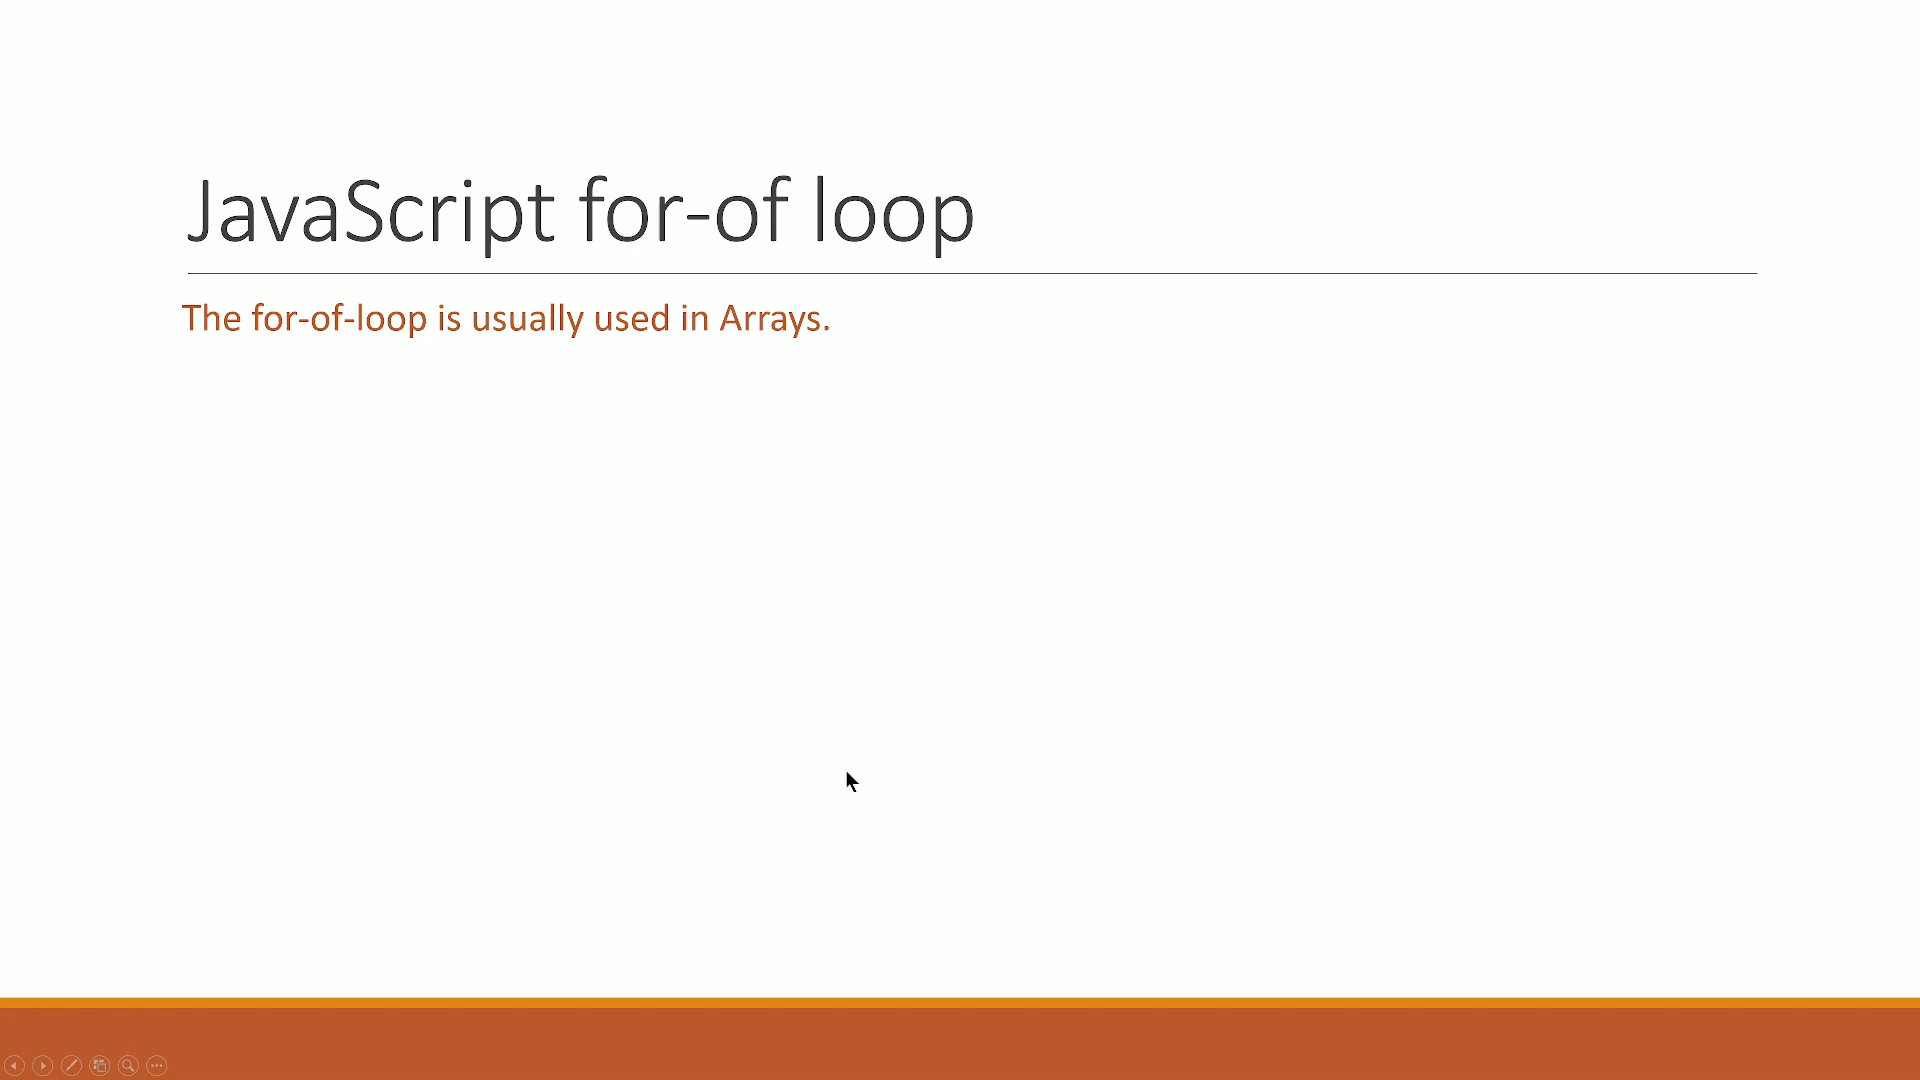 JavaScript for-of loop
The for-of-loop is usually used in Arrays.